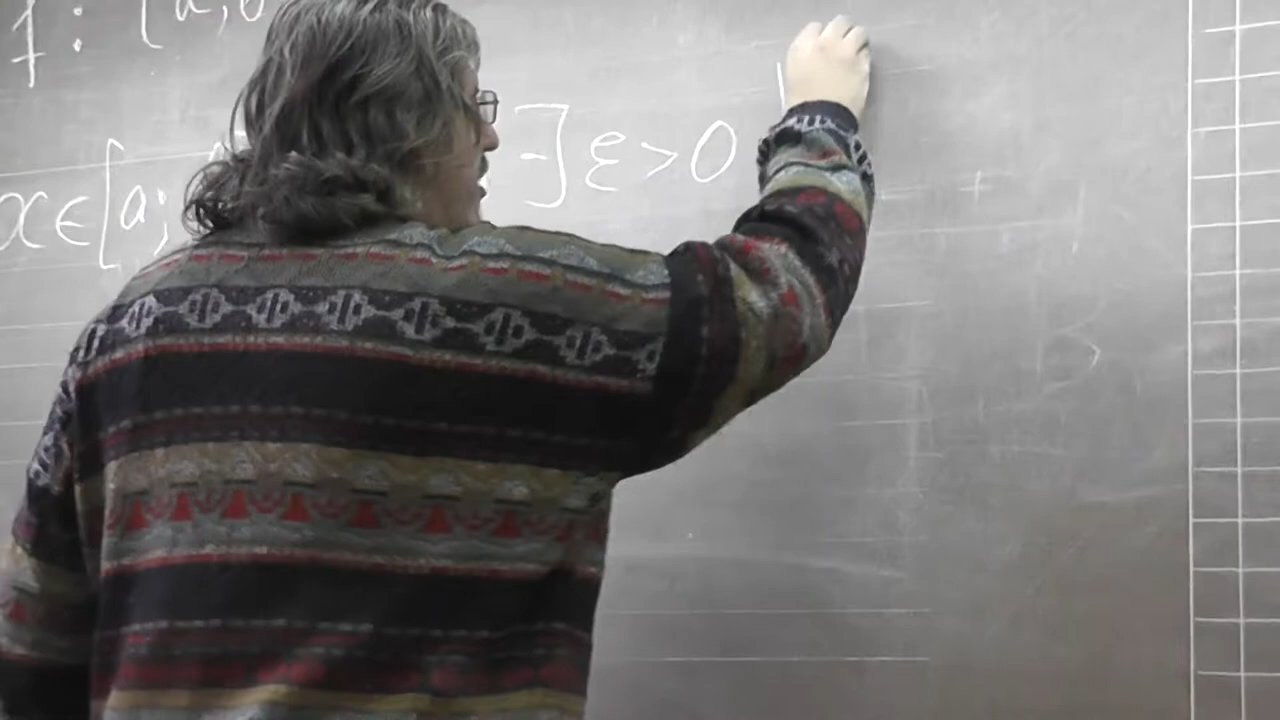 f : [a; b
x ∈ [a; - ∃ ε > 0